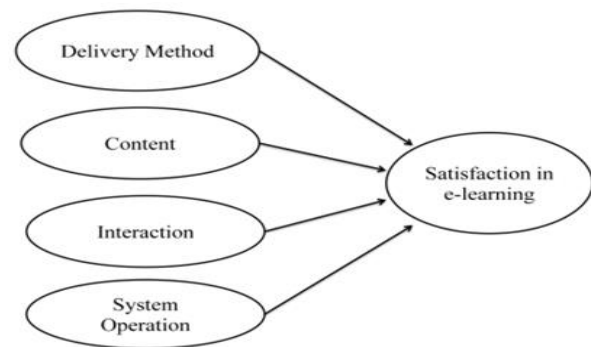 Delivery Method
Content
Interaction
System
Operation
Satisfaction in
e-learning